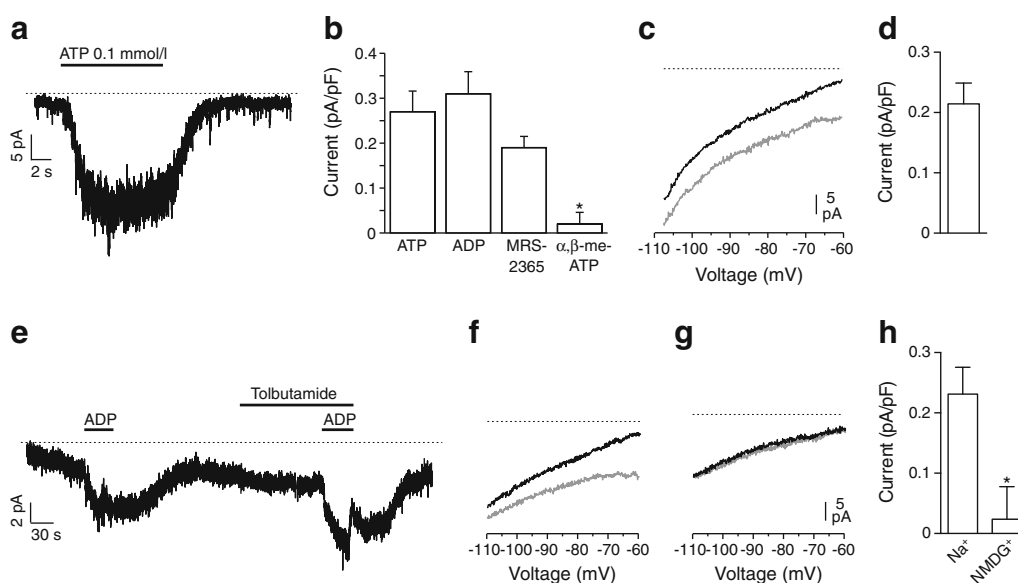 a
ATP 0.1 mmol/l
5 pA
2 s
b
Current (pA/pF)
0.4
0.3
0.2
0.1
0
*
ATP
ADP
MRS-
2365
α,β-me-
ATP
c
5
pA
-110
-100
-90
-80
-70
-60
Voltage (mV)
d
Current (pA/pF)
0.3
0.2
0.1
0
e
Tolbutamide
ADP
ADP
2 pA
30 s
f
-110
-100
-90
-80
-70
-60
Voltage (mV)
g
5
pA
-110
-100
-90
-80
-70
-60
Voltage (mV)
h
Current (pA/pF)
0.3
0.2
0.1
0
*
Na⁺
NMDG⁺